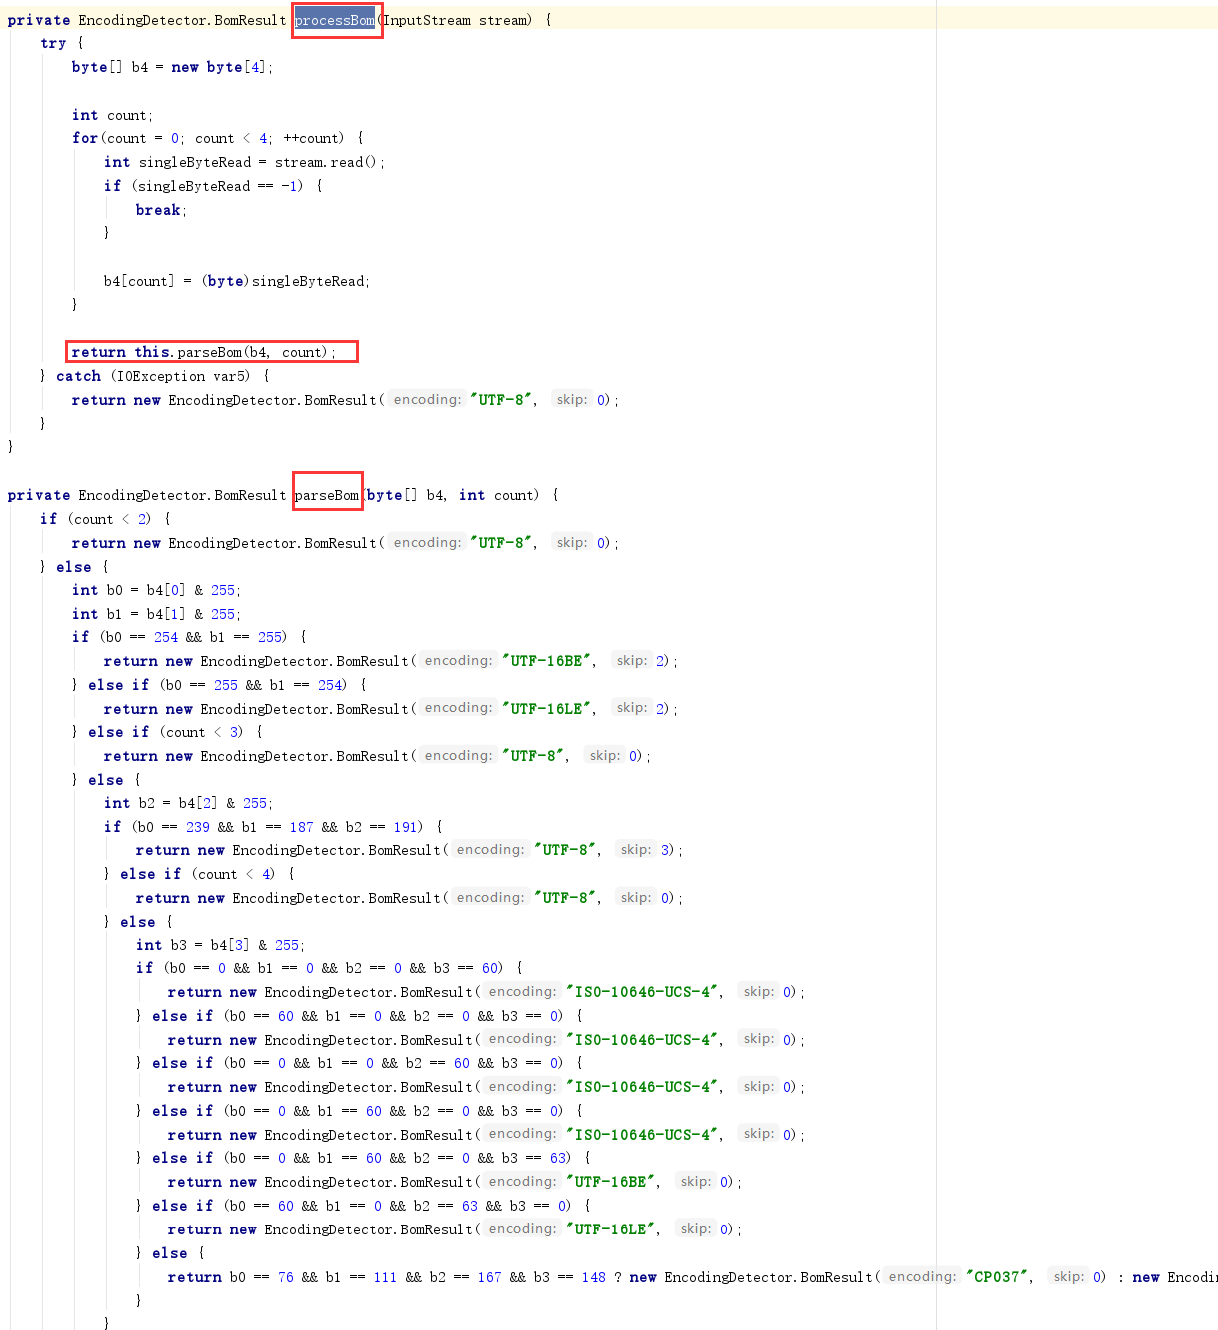 private EncodingDetector.BomResult processBom(InputStream stream) {
    try {
        byte[] b4 = new byte[4];

        int count;
        for(count = 0; count < 4; ++count) {
            int singleByteRead = stream.read();
            if (singleByteRead == -1) {
                break;
            }

            b4[count] = (byte)singleByteRead;
        }

        return this.parseBom(b4, count);
    } catch (IOException var5) {
        return new EncodingDetector.BomResult( encoding: "UTF-8", skip: 0);
    }
}

private EncodingDetector.BomResult parseBom(byte[] b4, int count) {
    if (count < 2) {
        return new EncodingDetector.BomResult( encoding: "UTF-8", skip: 0);
    } else {
        int b0 = b4[0] & 255;
        int b1 = b4[1] & 255;
        if (b0 == 254 && b1 == 255) {
            return new EncodingDetector.BomResult( encoding: "UTF-16BE", skip: 2);
        } else if (b0 == 255 && b1 == 254) {
            return new EncodingDetector.BomResult( encoding: "UTF-16LE", skip: 2);
        } else if (count < 3) {
            return new EncodingDetector.BomResult( encoding: "UTF-8", skip: 0);
        } else {
            int b2 = b4[2] & 255;
            if (b0 == 239 && b1 == 187 && b2 == 191) {
                return new EncodingDetector.BomResult( encoding: "UTF-8", skip: 3);
            } else if (count < 4) {
                return new EncodingDetector.BomResult( encoding: "UTF-8", skip: 0);
            } else {
                int b3 = b4[3] & 255;
                if (b0 == 0 && b1 == 0 && b2 == 0 && b3 == 60) {
                    return new EncodingDetector.BomResult( encoding: "ISO-10646-UCS-4", skip: 0);
                } else if (b0 == 60 && b1 == 0 && b2 == 0 && b3 == 0) {
                    return new EncodingDetector.BomResult( encoding: "ISO-10646-UCS-4", skip: 0);
                } else if (b0 == 0 && b1 == 0 && b2 == 60 && b3 == 0) {
                    return new EncodingDetector.BomResult( encoding: "ISO-10646-UCS-4", skip: 0);
                } else if (b0 == 0 && b1 == 60 && b2 == 0 && b3 == 0) {
                    return new EncodingDetector.BomResult( encoding: "ISO-10646-UCS-4", skip: 0);
                } else if (b0 == 0 && b1 == 60 && b2 == 0 && b3 == 63) {
                    return new EncodingDetector.BomResult( encoding: "UTF-16BE", skip: 0);
                } else if (b0 == 60 && b1 == 0 && b2 == 63 && b3 == 0) {
                    return new EncodingDetector.BomResult( encoding: "UTF-16LE", skip: 0);
                } else {
                    return b0 == 76 && b1 == 111 && b2 == 167 && b3 == 148 ? new EncodingDetector.BomResult( encoding: "CP037", skip: 0) : new Encodin
                }
            }